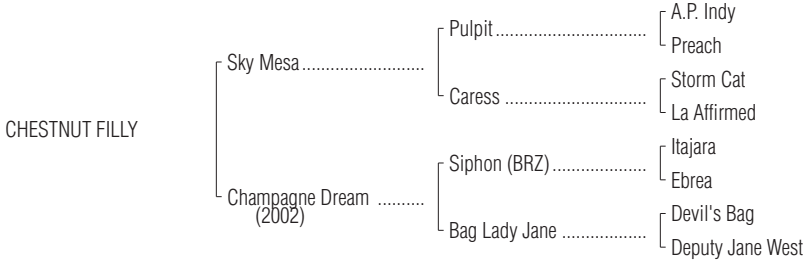 A.P. Indy
Pulpit..................................
Preach
Sky Mesa...........................
Storm Cat
Caress ................................
La Affirmed
CHESTNUT FILLY
Itajara
Siphon (BRZ).....................
Ebrea
Champagne Dream ..........
(2002)
Devil's Bag
Bag Lady Jane ...................
Deputy Jane West